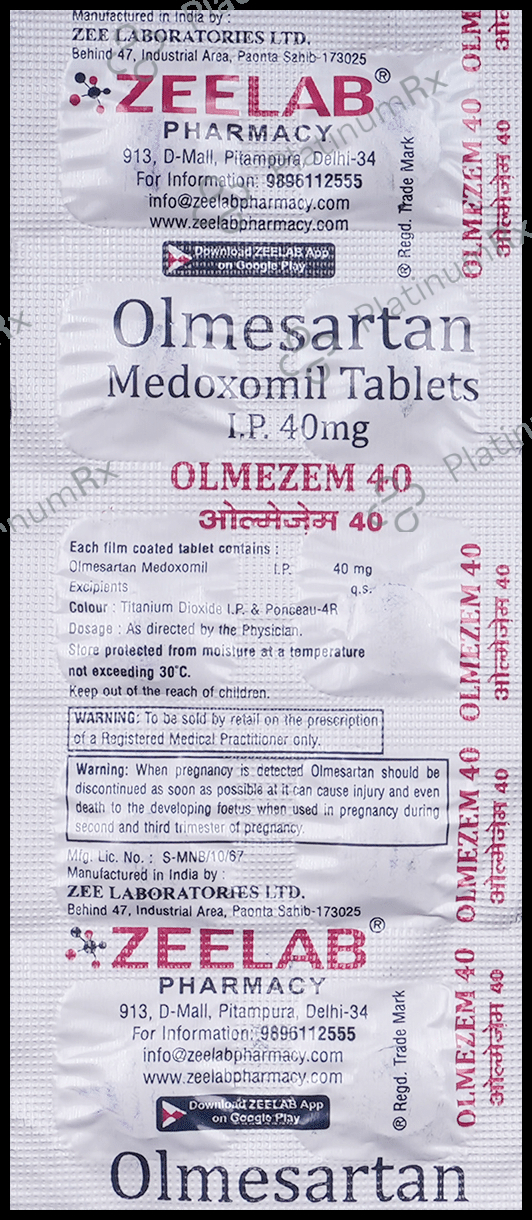 Manufactured in India by :
ZEE LABORATORIES LTD.
Behind 47, Industrial Area, Paonta Sahib-173025
ZEELAB®
PHARMACY
913, D-Mall, Pitampura, Delhi-34
For Information: 9896112555
info@zeelabpharmacy.com
www.zeelabpharmacy.com
® Regd. Trade Mark
Download ZEELAB App
on Google Play
OLM
ओल
OLMEZEM 40
ओल्मेज़ेम 40
Olmesartan
Medoxomil Tablets
I.P. 40mg
OLMEZEM 40
ओल्मेज़ेम 40
Each film coated tablet contains :
Olmesartan Medoxomil I.P. 40 mg
Excipients q.s.
Colour : Titanium Dioxide I.P. & Ponceau-4R
Dosage : As directed by the Physician.
Store protected from moisture at a temperature
not exceeding 30°C.
Keep out of the reach of children.
OLMEZEM 40
ओल्मेज़ेम 40
WARNING: To be sold by retail on the prescription
of a Registered Medical Practitioner only.
Warning: When pregnancy is detected Olmesartan should be
discontinued as soon as possible at it can cause injury and even
death to the developing foetus when used in pregnancy during
second and third trimester of pregnancy.
OLMEZEM 40
ओल्मेज़ेम 40
Mfg. Lic. No. : S-MNB/10/67
Manufactured in India by :
ZEE LABORATORIES LTD.
Behind 47, Industrial Area, Paonta Sahib-173025
ZEELAB®
PHARMACY
913, D-Mall, Pitampura, Delhi-34
For Information: 9896112555
info@zeelabpharmacy.com
www.zeelabpharmacy.com
® Regd. Trade Mark
Download ZEELAB App
on Google Play
OLMEZEM 40
ओल्मेज़ेम 40
Olmesartan
PlatinumRx
PlatinumRx
Rx
Platin
tinumRx